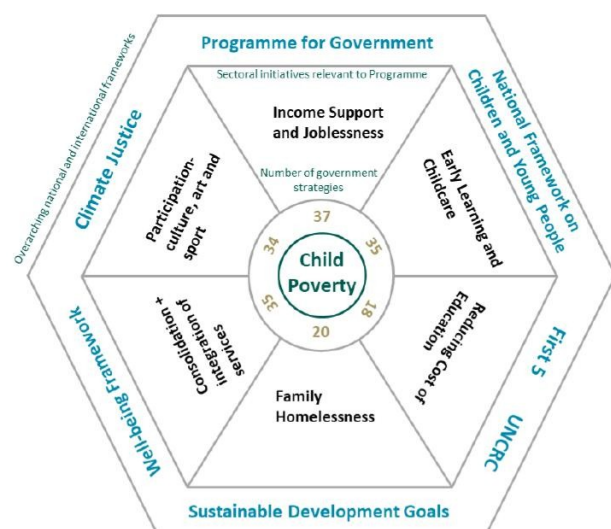 Programme for Government
Overarching national and international frameworks
Sectoral initiatives relevant to Programme
National Framework on
Children and Young People
Climate Justice
Income Support
and Joblessness
Participation-
culture, art and
sport
Number of government
strategies
Early Learning and
Childcare
37
34
35
Child
Poverty
35
18
20
Consolidation +
integration of
services
Reducing Cost of
Education
Family
Homelessness
First 5
Well-being Framework
UNCRC
Sustainable Development Goals